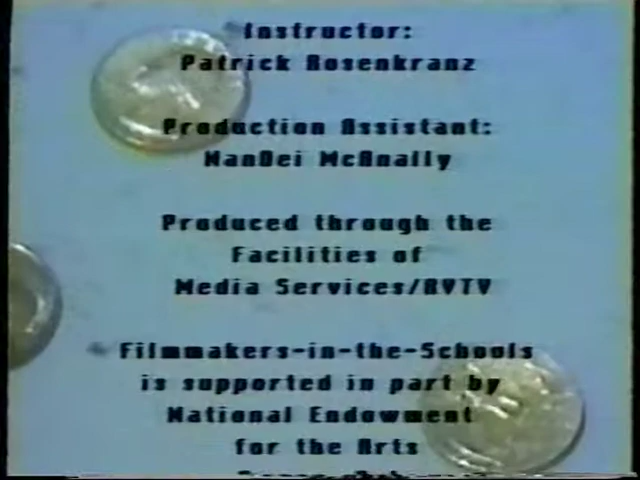 Instructor:
Patrick Rosenkranz
Production Assistant:
NanDei McAnally
Produced through the
Facilities of
Media Services/RVTV
Filmmakers-in-the-Schools
is supported in part by
National Endowment
for the Arts